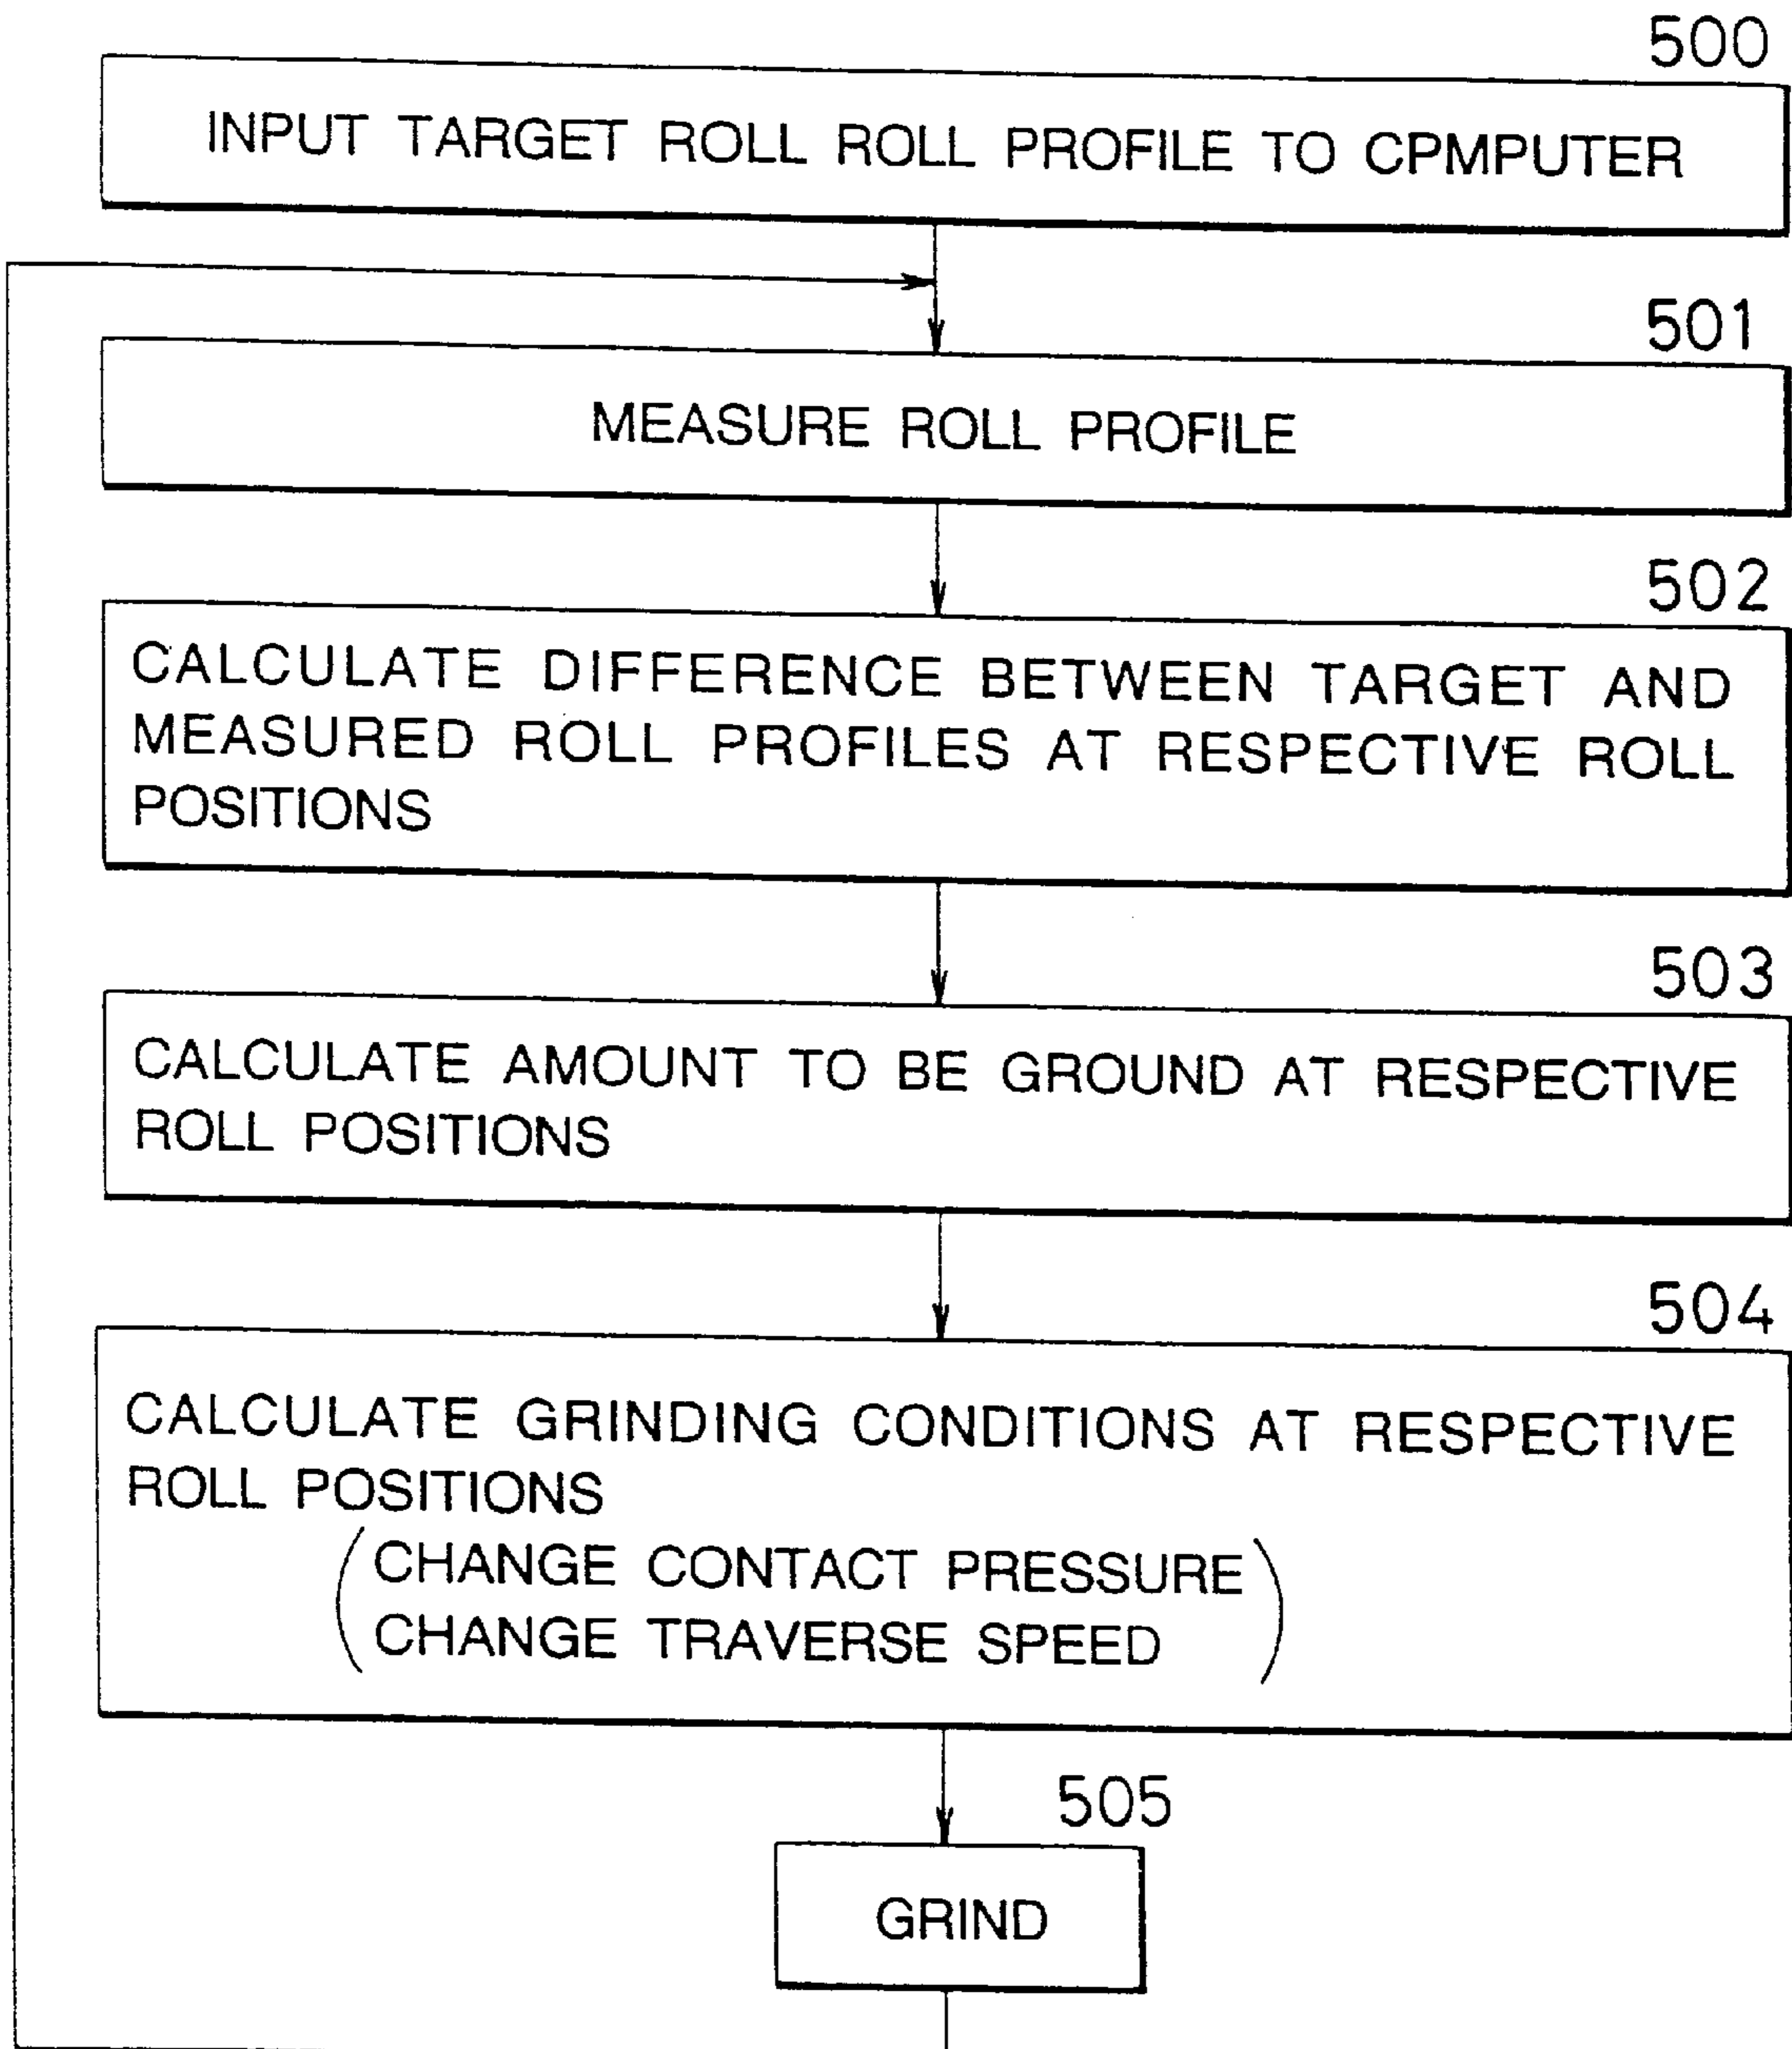 500
INPUT TARGET ROLL ROLL PROFILE TO CPMPUTER
501
MEASURE ROLL PROFILE
502
CALCULATE DIFFERENCE BETWEEN TARGET AND
MEASURED ROLL PROFILES AT RESPECTIVE ROLL
POSITIONS
503
CALCULATE AMOUNT TO BE GROUND AT RESPECTIVE
ROLL POSITIONS
504
CALCULATE GRINDING CONDITIONS AT RESPECTIVE
ROLL POSITIONS
(CHANGE CONTACT PRESSURE
CHANGE TRAVERSE SPEED)
505
GRIND